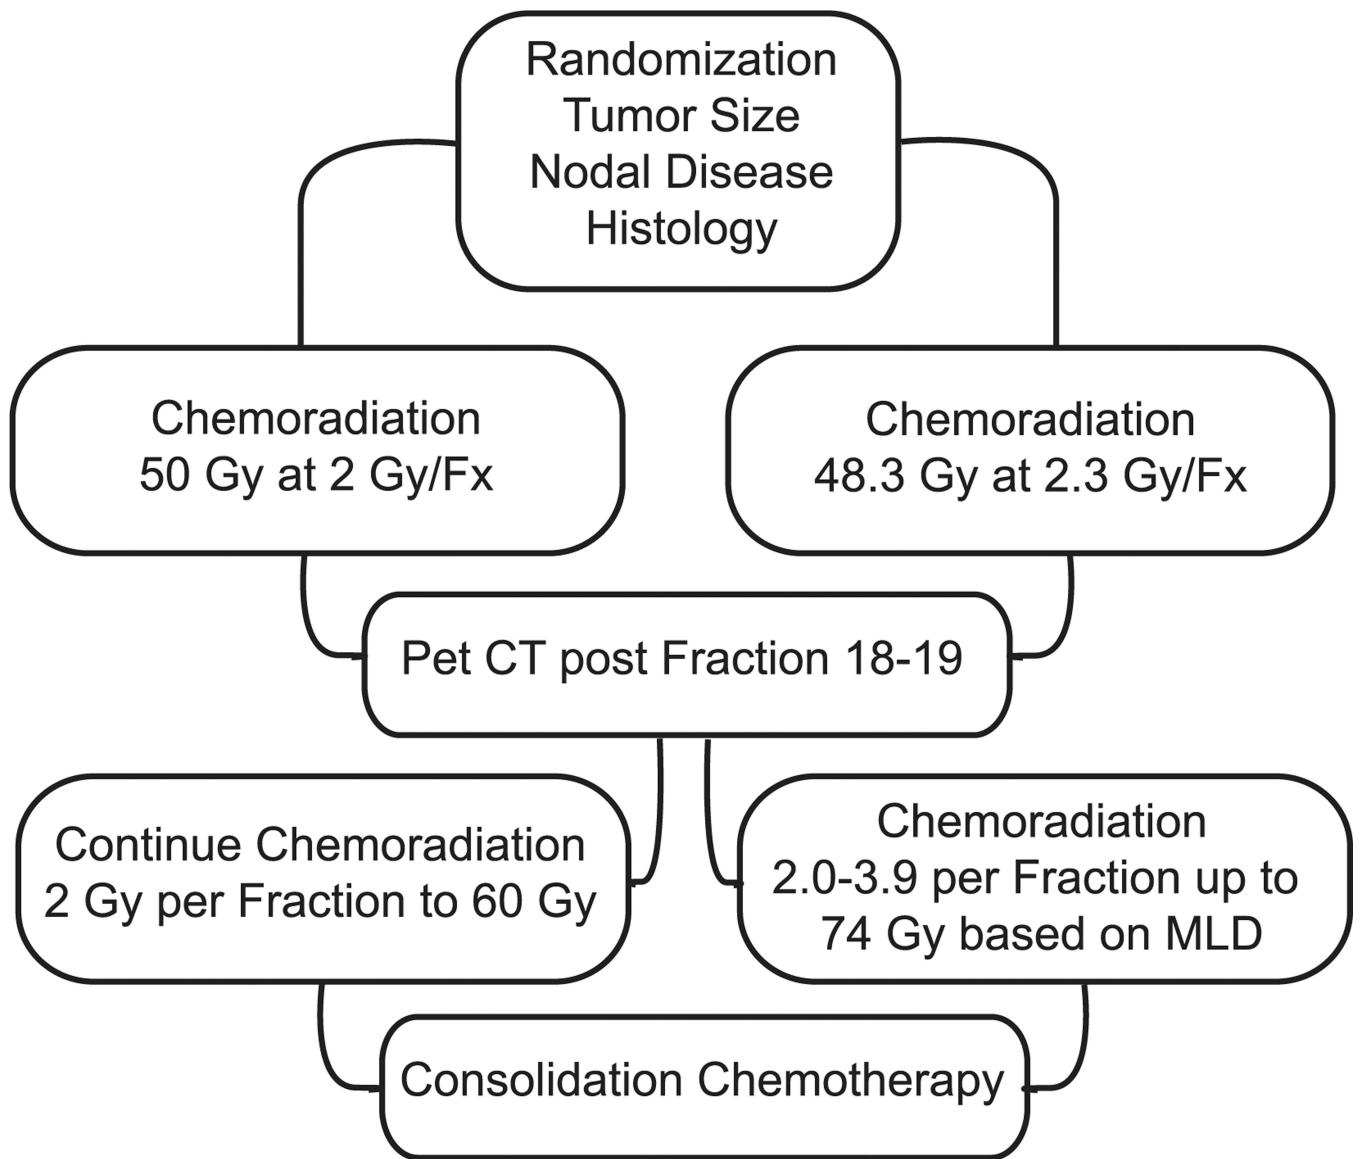 Randomization
Tumor Size
Nodal Disease
Histology
Chemoradiation
50 Gy at 2 Gy/Fx
Chemoradiation
48.3 Gy at 2.3 Gy/Fx
Pet CT post Fraction 18-19
Continue Chemoradiation
2 Gy per Fraction to 60 Gy
Chemoradiation
2.0-3.9 per Fraction up to
74 Gy based on MLD
Consolidation Chemotherapy